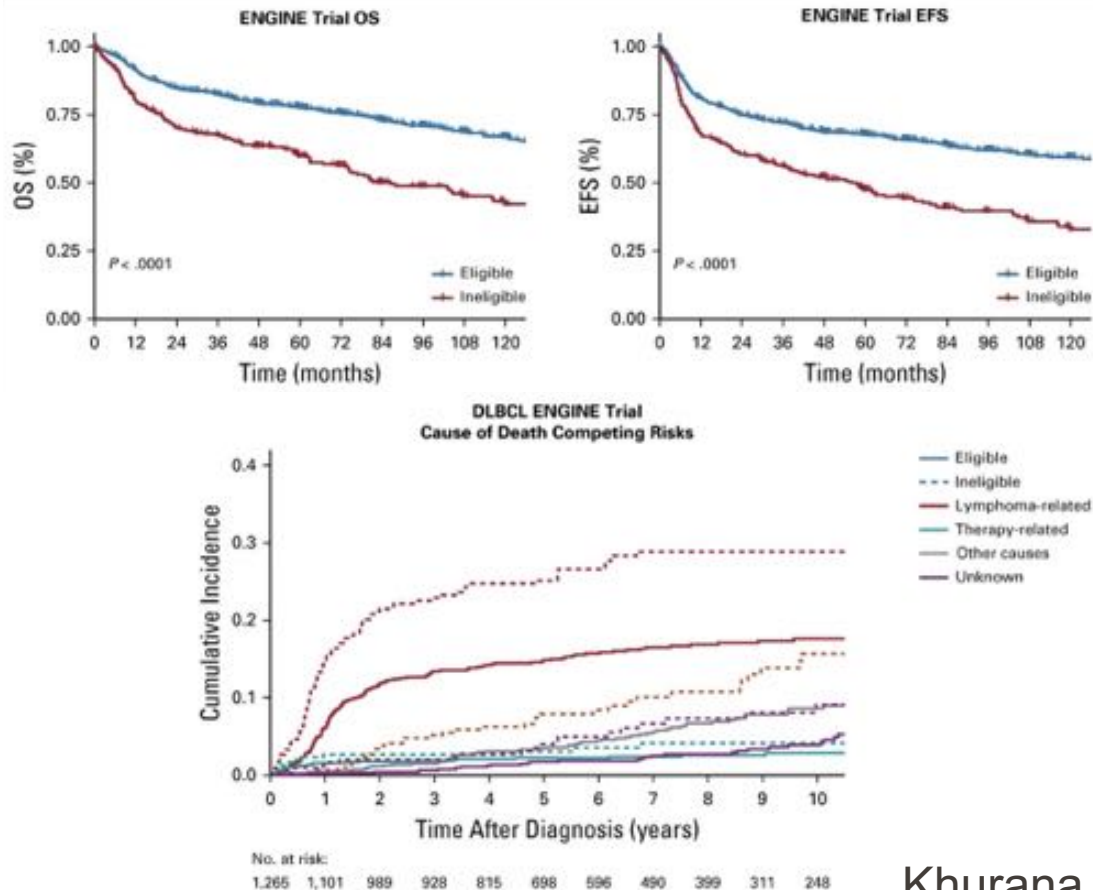 ENGINE Trial OS
1.00
0.75
0.50
0.25
0.00
OS (%)
P < .0001
Eligible
Ineligible
0 12 24 36 48 60 72 84 96 108 120
Time (months)
ENGINE Trial EFS
1.00
0.75
0.50
0.25
0.00
EFS (%)
P < .0001
Eligible
Ineligible
0 12 24 36 48 60 72 84 96 108 120
Time (months)
DLBCL ENGINE Trial
Cause of Death Competing Risks
0.4
0.3
0.2
0.1
0.0
Cumulative Incidence
Eligible
Ineligible
Lymphoma-related
Therapy-related
Other causes
Unknown
0 1 2 3 4 5 6 7 8 9 10
Time After Diagnosis (years)
No. at risk:
1,265 1,101 989 928 815 698 596 490 399 311 248
Khurana